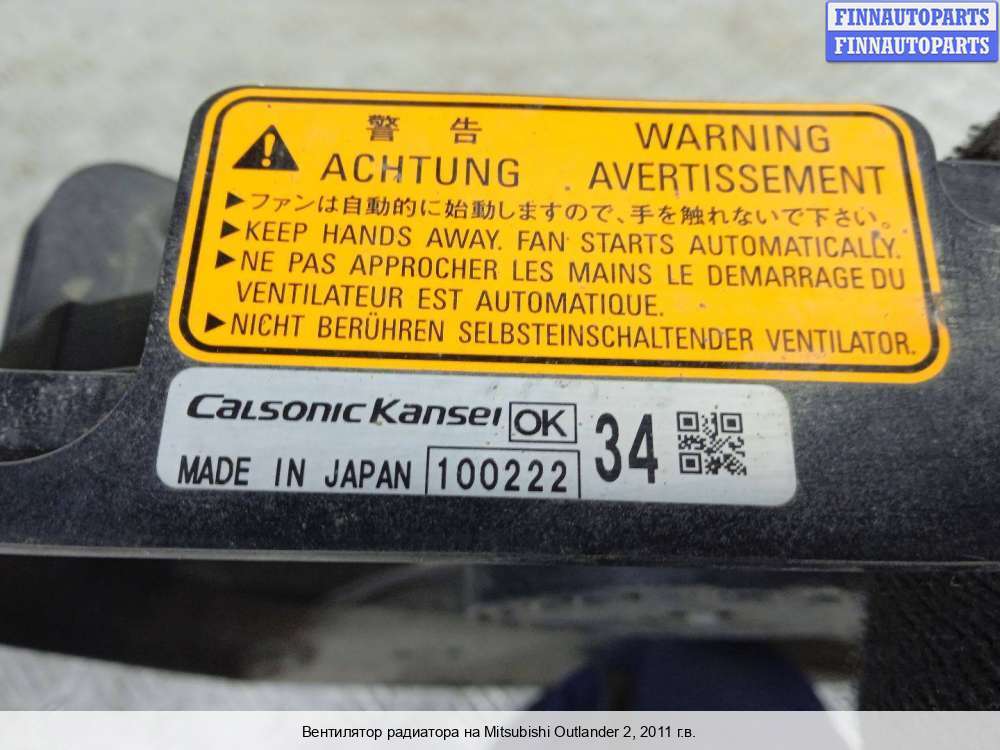 FINNAUTOPARTS
FINNAUTOPARTS
警告 WARNING
ACHTUNG AVERTISSEMENT
▶ファンは自動的に始動しますので、手を触れないで下さい。
▶KEEP HANDS AWAY. FAN STARTS AUTOMATICALLY.
▶NE PAS APPROCHER LES MAINS LE DEMARRAGE DU
VENTILATEUR EST AUTOMATIQUE.
▶NICHT BERÜHREN SELBSTEINSCHALTENDER VENTILATOR.
CALSONIC KANSEI OK 34
MADE IN JAPAN 100222
Вентилятор радиатора на Mitsubishi Outlander 2, 2011 г.в.